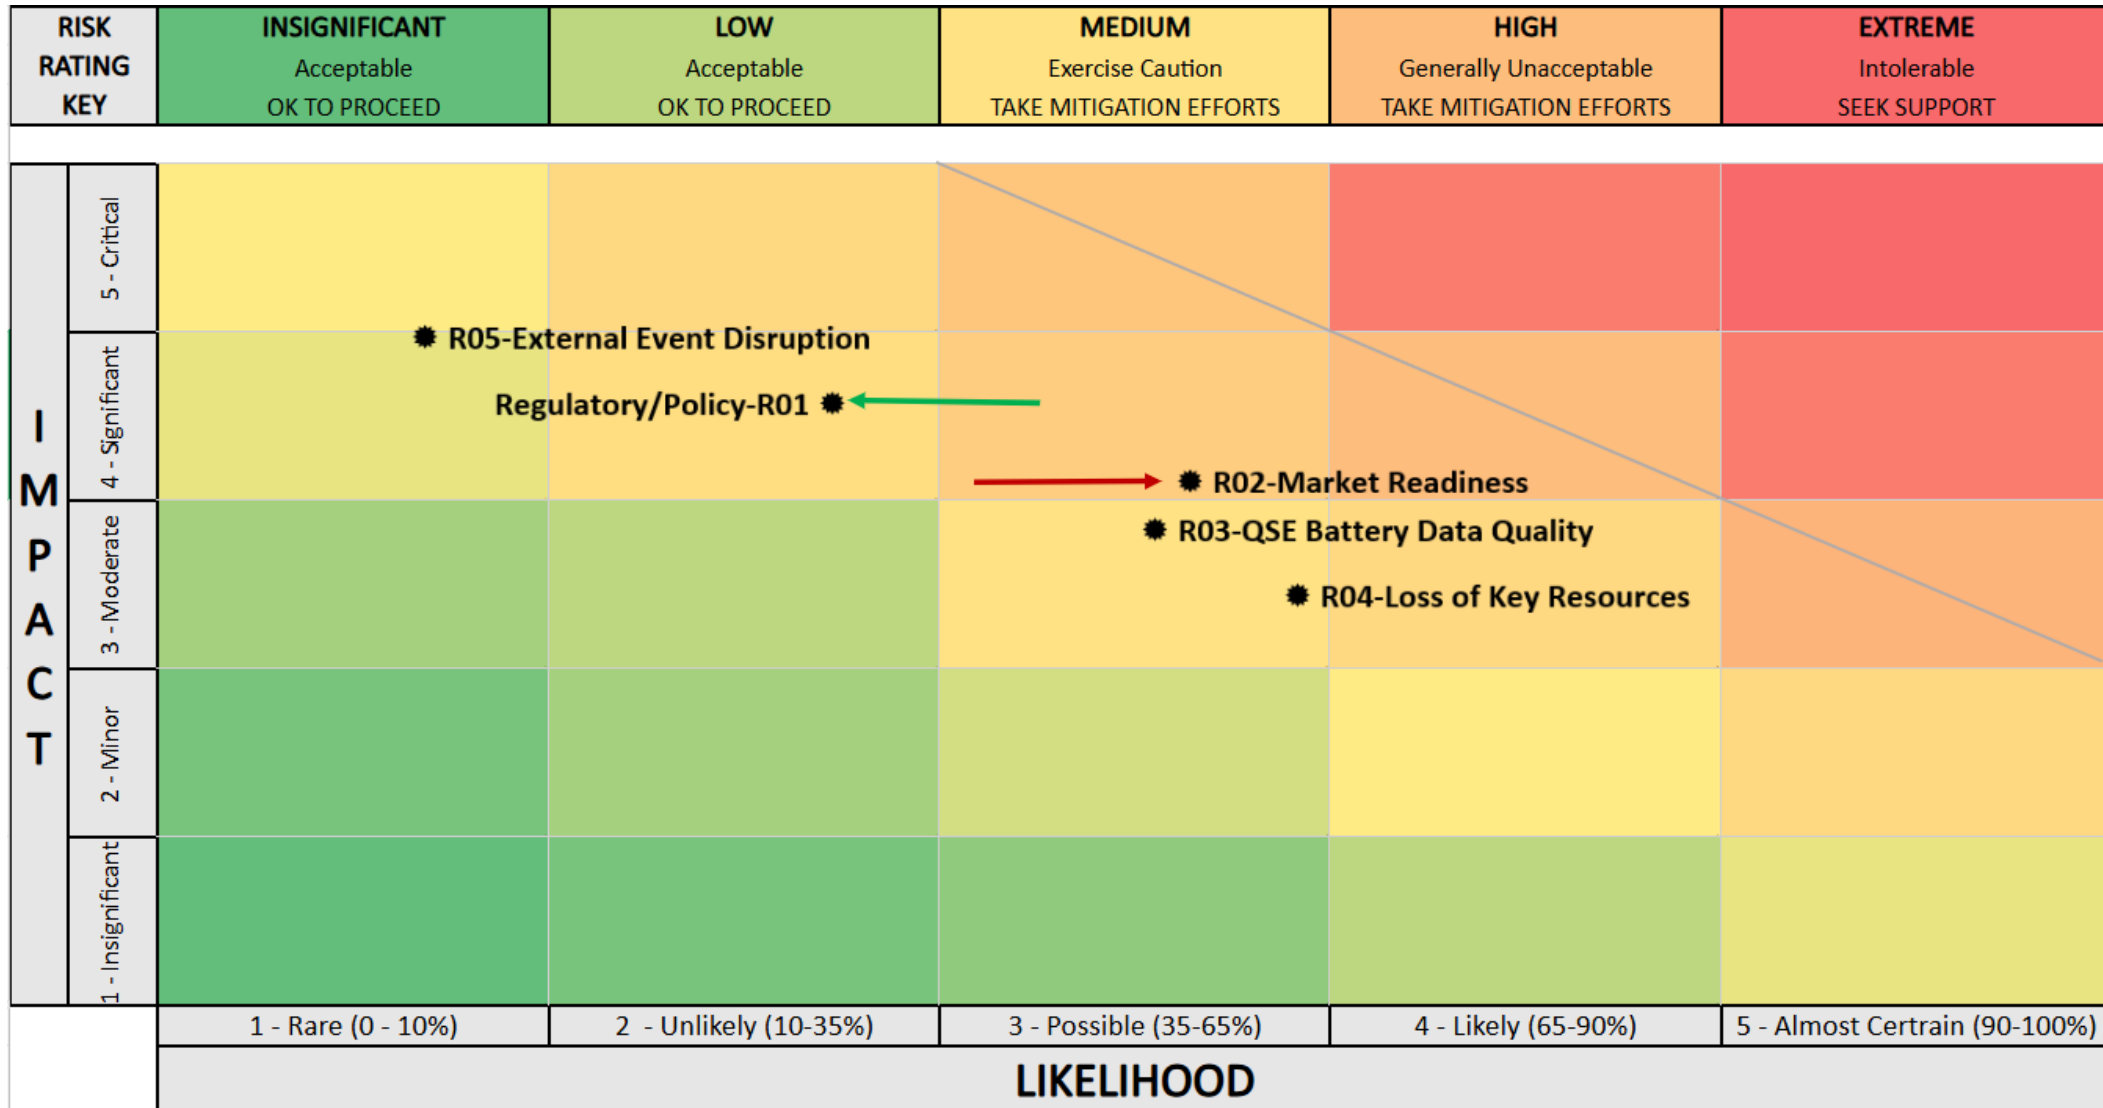 RISK
RATING
KEY
INSIGNIFICANT
Acceptable
OK TO PROCEED
LOW
Acceptable
OK TO PROCEED
MEDIUM
Exercise Caution
TAKE MITIGATION EFFORTS
HIGH
Generally Unacceptable
TAKE MITIGATION EFFORTS
EXTREME
Intolerable
SEEK SUPPORT
IMPACT
5 - Critical
4 - Significant
3 - Moderate
2 - Minor
1 - Insignificant
R05-External Event Disruption
Regulatory/Policy-R01
R02-Market Readiness
R03-QSE Battery Data Quality
R04-Loss of Key Resources
1 - Rare (0 - 10%)
2 - Unlikely (10-35%)
3 - Possible (35-65%)
4 - Likely (65-90%)
5 - Almost Certrain (90-100%)
LIKELIHOOD